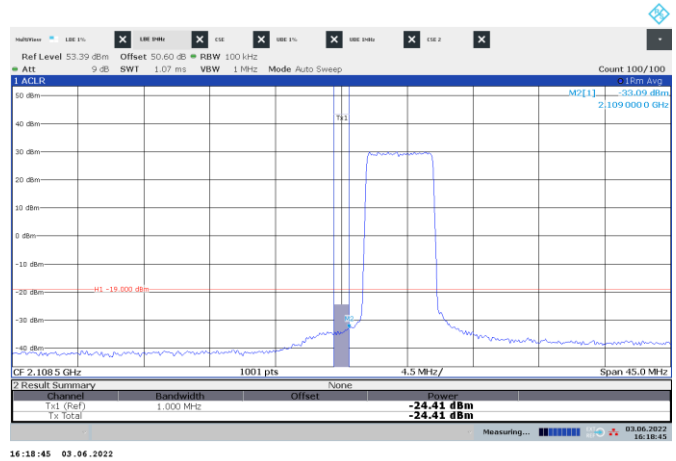 MultiView LBE 1% LBE 1MHz CSE UBE 1% UBE 1MHz CSE 2
Ref Level 53.39 dBm Offset 50.60 dB RBW 100 kHz
Att 9 dB SWT 1.07 ms VBW 1 MHz Mode Auto Sweep Count 100/100
1 ACLR 1Rm Avg
M2[1] -33.09 dBm
2.109 000 0 GHz
50 dBm
Tx1
40 dBm
30 dBm
20 dBm
10 dBm
0 dBm
-10 dBm
H1 -19.000 dBm
-20 dBm
M2
-30 dBm
-40 dBm
CF 2.108 5 GHz 1001 pts 4.5 MHz/ Span 45.0 MHz
2 Result Summary None
Channel Bandwidth Offset Power
Tx1 (Ref) 1.000 MHz -24.41 dBm
Tx Total -24.41 dBm
Measuring... 03.06.2022
16:18:45
16:18:45 03.06.2022